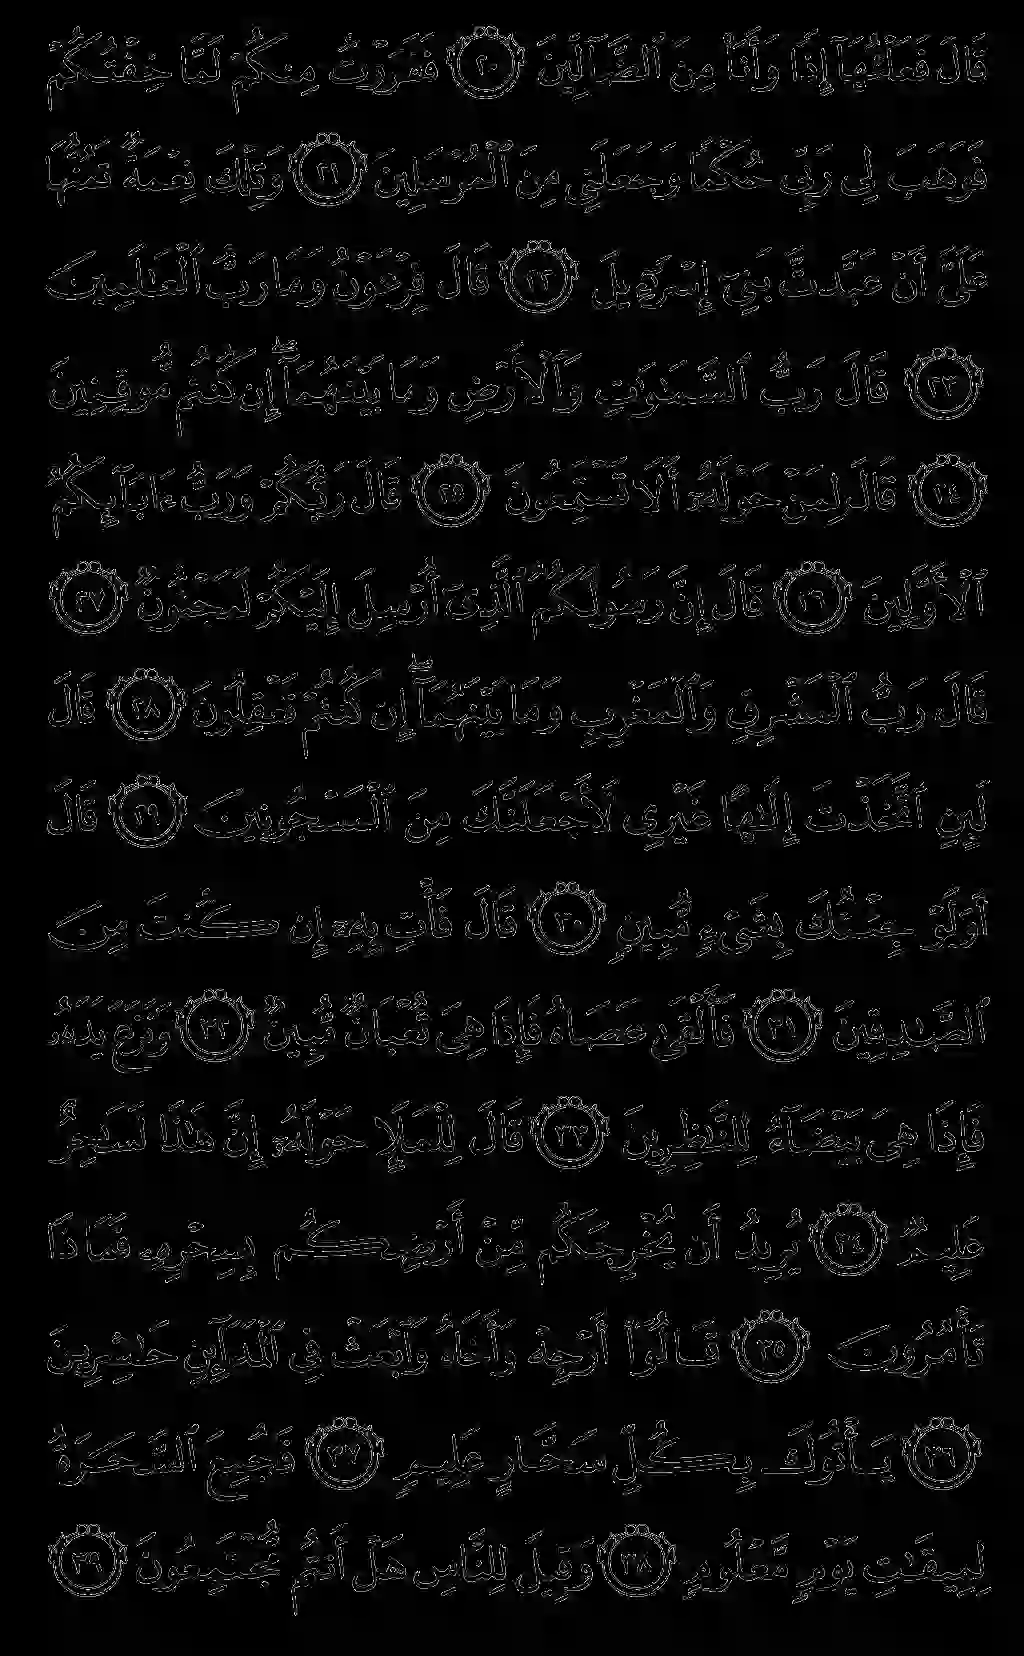 قَالَ فَعَلْتُهَآ إِذًا وَأَنَا۠ مِنَ ٱلضَّآلِّينَ ٢٠ فَفَرَرْتُ مِنكُمْ لَمَّا خِفْتُكُمْ
فَوَهَبَ لِى رَبِّى حُكْمًا وَجَعَلَنِى مِنَ ٱلْمُرْسَلِينَ ٢١ وَتِلْكَ نِعْمَةٌ تَمُنُّهَا
عَلَىَّ أَنْ عَبَّدتَّ بَنِىٓ إِسْرَٰٓءِيلَ ٢٢ قَالَ فِرْعَوْنُ وَمَا رَبُّ ٱلْعَٰلَمِينَ
٢٣ قَالَ رَبُّ ٱلسَّمَٰوَٰتِ وَٱلْأَرْضِ وَمَا بَيْنَهُمَآ ۖ إِن كُنتُم مُّوقِنِينَ
٢٤ قَالَ لِمَنْ حَوْلَهُۥٓ أَلَا تَسْتَمِعُونَ ٢٥ قَالَ رَبُّكُمْ وَرَبُّ ءَابَآئِكُمُ
ٱلْأَوَّلِينَ ٢٦ قَالَ إِنَّ رَسُولَكُمُ ٱلَّذِىٓ أُرْسِلَ إِلَيْكُمْ لَمَجْنُونٌ ٢٧
قَالَ رَبُّ ٱلْمَشْرِقِ وَٱلْمَغْرِبِ وَمَا بَيْنَهُمَآ ۖ إِن كُنتُمْ تَعْقِلُونَ ٢٨ قَالَ
لَئِنِ ٱتَّخَذْتَ إِلَٰهًا غَيْرِى لَأَجْعَلَنَّكَ مِنَ ٱلْمَسْجُونِينَ ٢٩ قَالَ
أَوَلَوْ جِئْتُكَ بِشَىْءٍ مُّبِينٍ ٣٠ قَالَ فَأْتِ بِهِۦٓ إِن كُنتَ مِنَ
ٱلصَّٰدِقِينَ ٣١ فَأَلْقَىٰ عَصَاهُ فَإِذَا هِىَ ثُعْبَانٌ مُّبِينٌ ٣٢ وَنَزَعَ يَدَهُۥ
فَإِذَا هِىَ بَيْضَآءُ لِلنَّٰظِرِينَ ٣٣ قَالَ لِلْمَلَإِ حَوْلَهُۥٓ إِنَّ هَٰذَا لَسَٰحِرٌ
عَلِيمٌ ٣٤ يُرِيدُ أَن يُخْرِجَكُم مِّنْ أَرْضِكُم بِسِحْرِهِۦ فَمَاذَا
تَأْمُرُونَ ٣٥ قَالُوٓا۟ أَرْجِهْ وَأَخَاهُ وَٱبْعَثْ فِى ٱلْمَدَآئِنِ حَٰشِرِينَ
٣٦ يَأْتُوكَ بِكُلِّ سَحَّارٍ عَلِيمٍ ٣٧ فَجُمِعَ ٱلسَّحَرَةُ
لِمِيقَٰتِ يَوْمٍ مَّعْلُومٍ ٣٨ وَقِيلَ لِلنَّاسِ هَلْ أَنتُم مُّجْتَمِعُونَ ٣٩